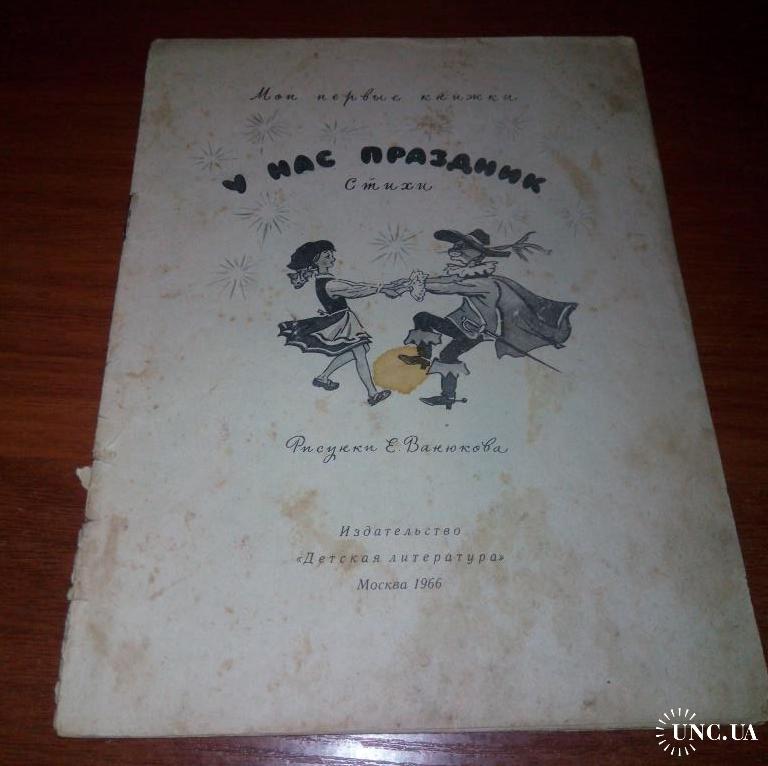 Мои первые книжки
У НАС ПРАЗДНИК
Стихи
Рисунки Е. Ванюкова
Издательство
«Детская литература»
Москва 1966
UNC.UA